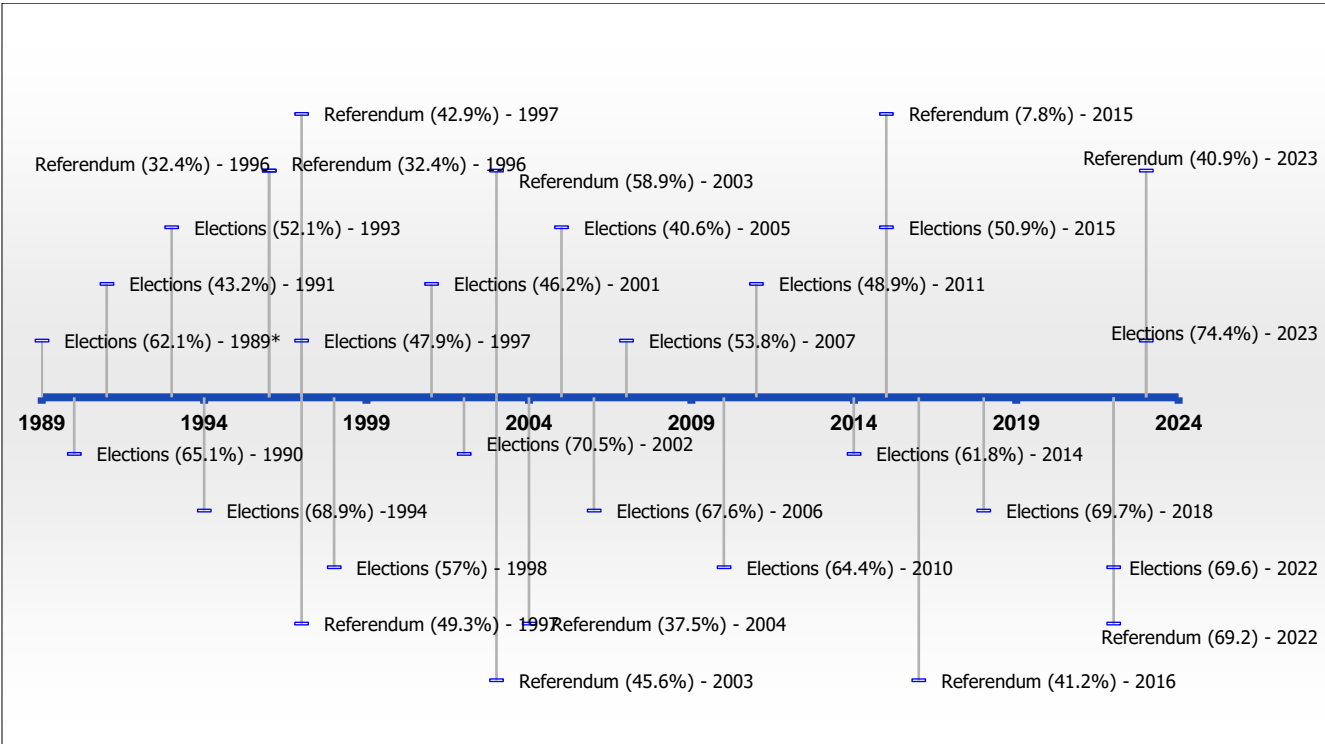 Referendum (42.9%) - 1997
Referendum (7.8%) - 2015
Referendum (32.4%) - 1996
Referendum (32.4%) - 1996
Referendum (58.9%) - 2003
Referendum (40.9%) - 2023
Elections (52.1%) - 1993
Elections (40.6%) - 2005
Elections (50.9%) - 2015
Elections (43.2%) - 1991
Elections (46.2%) - 2001
Elections (48.9%) - 2011
Elections (62.1%) - 1989*
Elections (47.9%) - 1997
Elections (53.8%) - 2007
Elections (74.4%) - 2023
1989 1994 1999 2004 2009 2014 2019 2024
Elections (65.1%) - 1990
Elections (70.5%) - 2002
Elections (61.8%) - 2014
Elections (68.9%) -1994
Elections (67.6%) - 2006
Elections (69.7%) - 2018
Elections (57%) - 1998
Elections (64.4%) - 2010
Elections (69.6) - 2022
Referendum (49.3%) - 1997
Referendum (37.5%) - 2004
Referendum (69.2) - 2022
Referendum (45.6%) - 2003
Referendum (41.2%) - 2016